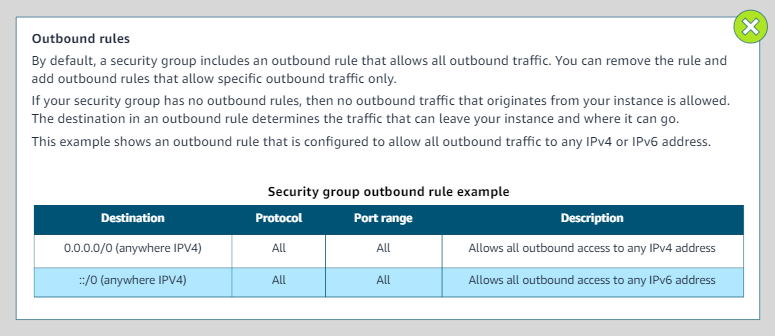 Outbound rules
By default, a security group includes an outbound rule that allows all outbound traffic. You can remove the rule and
add outbound rules that allow specific outbound traffic only.
If your security group has no outbound rules, then no outbound traffic that originates from your instance is allowed.
The destination in an outbound rule determines the traffic that can leave your instance and where it can go.
This example shows an outbound rule that is configured to allow all outbound traffic to any IPv4 or IPv6 address.
Security group outbound rule example
Destination Protocol Port range Description
0.0.0.0/0 (anywhere IPV4) All All Allows all outbound access to any IPv4 address
::/0 (anywhere IPV4) All All Allows all outbound access to any IPv6 address